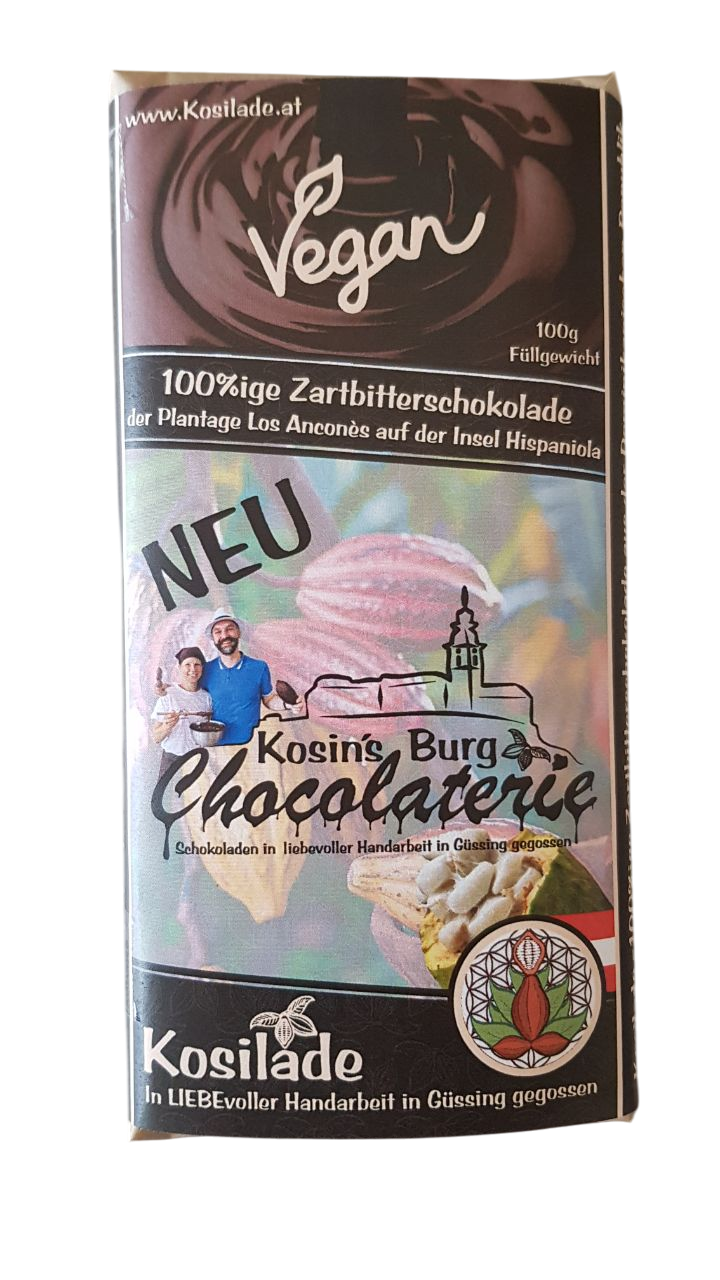 www.Kosilade.at
Vegan
100g
Füllgewicht
100%ige Zartbitterschokolade
der Plantage Los Anconès auf der Insel Hispaniola
NEU
Kosin's Burg
Chocolaterie
Schokoladen in liebevoller Handarbeit in Güssing gegossen
Kosilade
In LIEBEvoller Handarbeit in Güssing gegossen